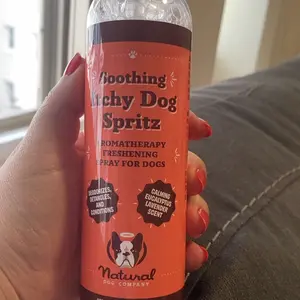 Soothing
Itchy Dog
Spritz
AROMATHERAPY
FRESHENING
SPRAY FOR DOGS
DEODORIZES,
DETANGLES,
AND
CONDITIONS
CALMING
EUCALYPTUS
LAVENDER
SCENT
Natural
DOG COMPANY